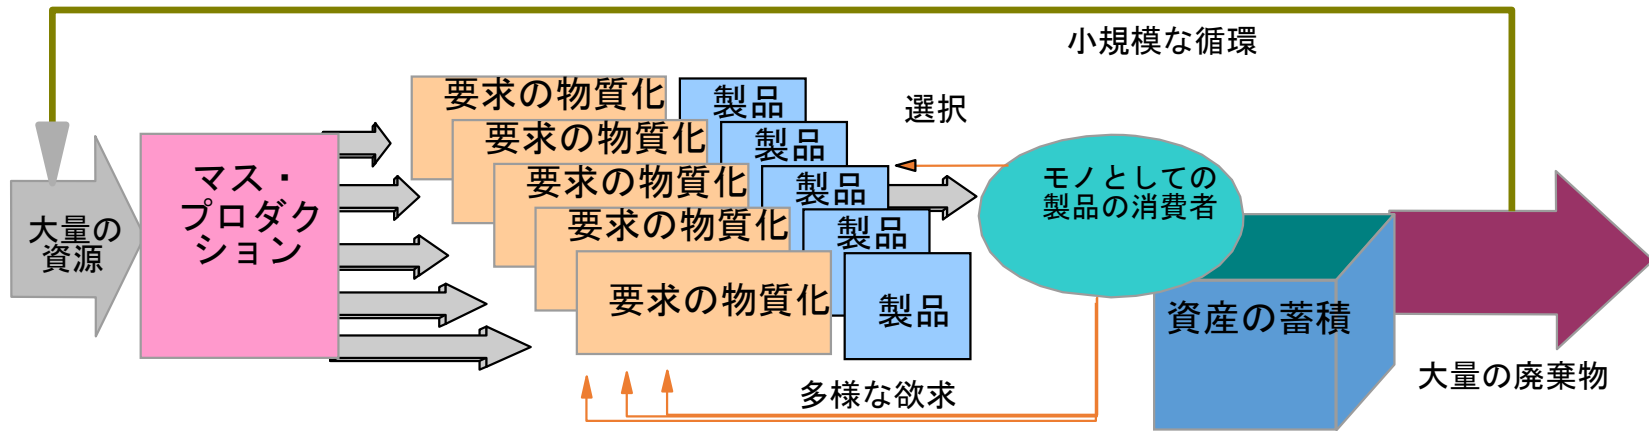 小規模な循環
要求の物質化
製品
選択
要求の物質化
製品
マス・
プロダク
ション
要求の物質化
製品
モノとしての
製品の消費者
大量の
資源
要求の物質化
製品
要求の物質化
製品
資産の蓄積
多様な欲求
大量の廃棄物